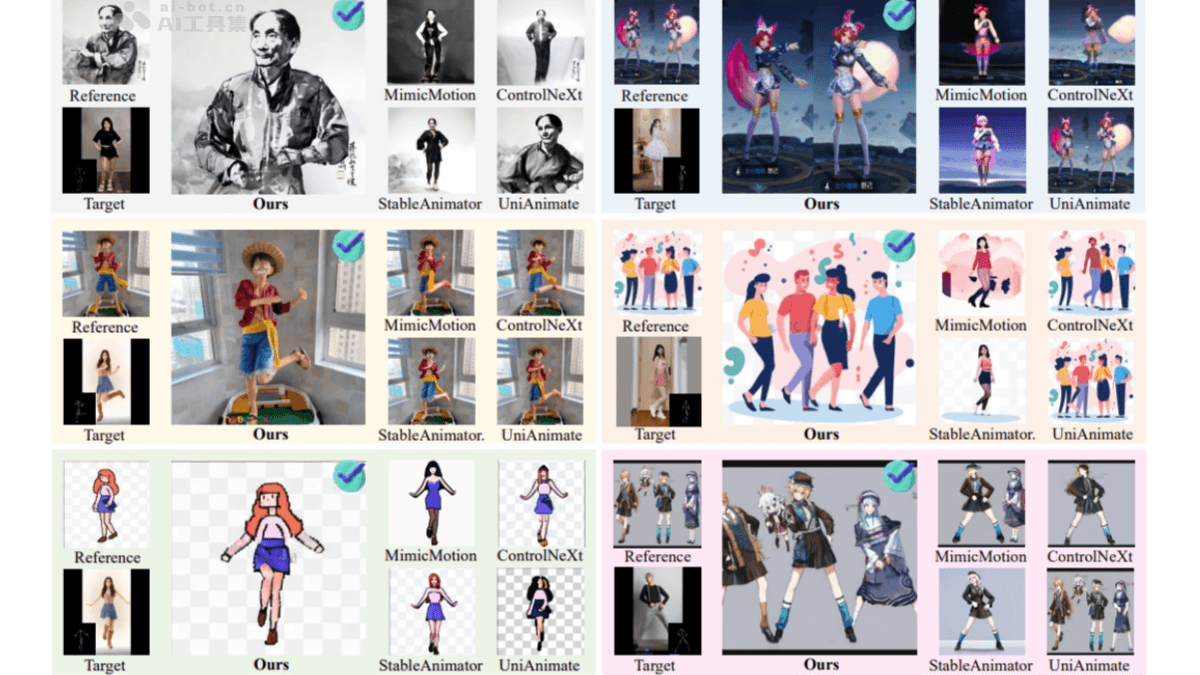 ai-bot.cn
AI工具集
Reference
MimicMotion
ControlNeXt
Target
Ours
StableAnimator
UniAnimate
Reference
MimicMotion
ControlNeXt
Target
Ours
StableAnimator
UniAnimate
Reference
MimicMotion
ControlNeXt
Target
Ours
StableAnimator.
UniAnimate
Reference
MimicMotion
ControlNeXt
Target
Ours
StableAnimator.
UniAnimate
Reference
MimicMotion
ControlNeXt
Target
Ours
StableAnimator
UniAnimate
Reference
MimicMotion
ControlNeXt
Target
Ours
StableAnimator
UniAnimate